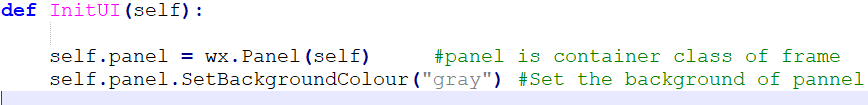 def InitUI(self):
self.panel = wx.Panel(self) #panel is container class of frame
self.panel.SetBackgroundColour("gray") #Set the background of pannel